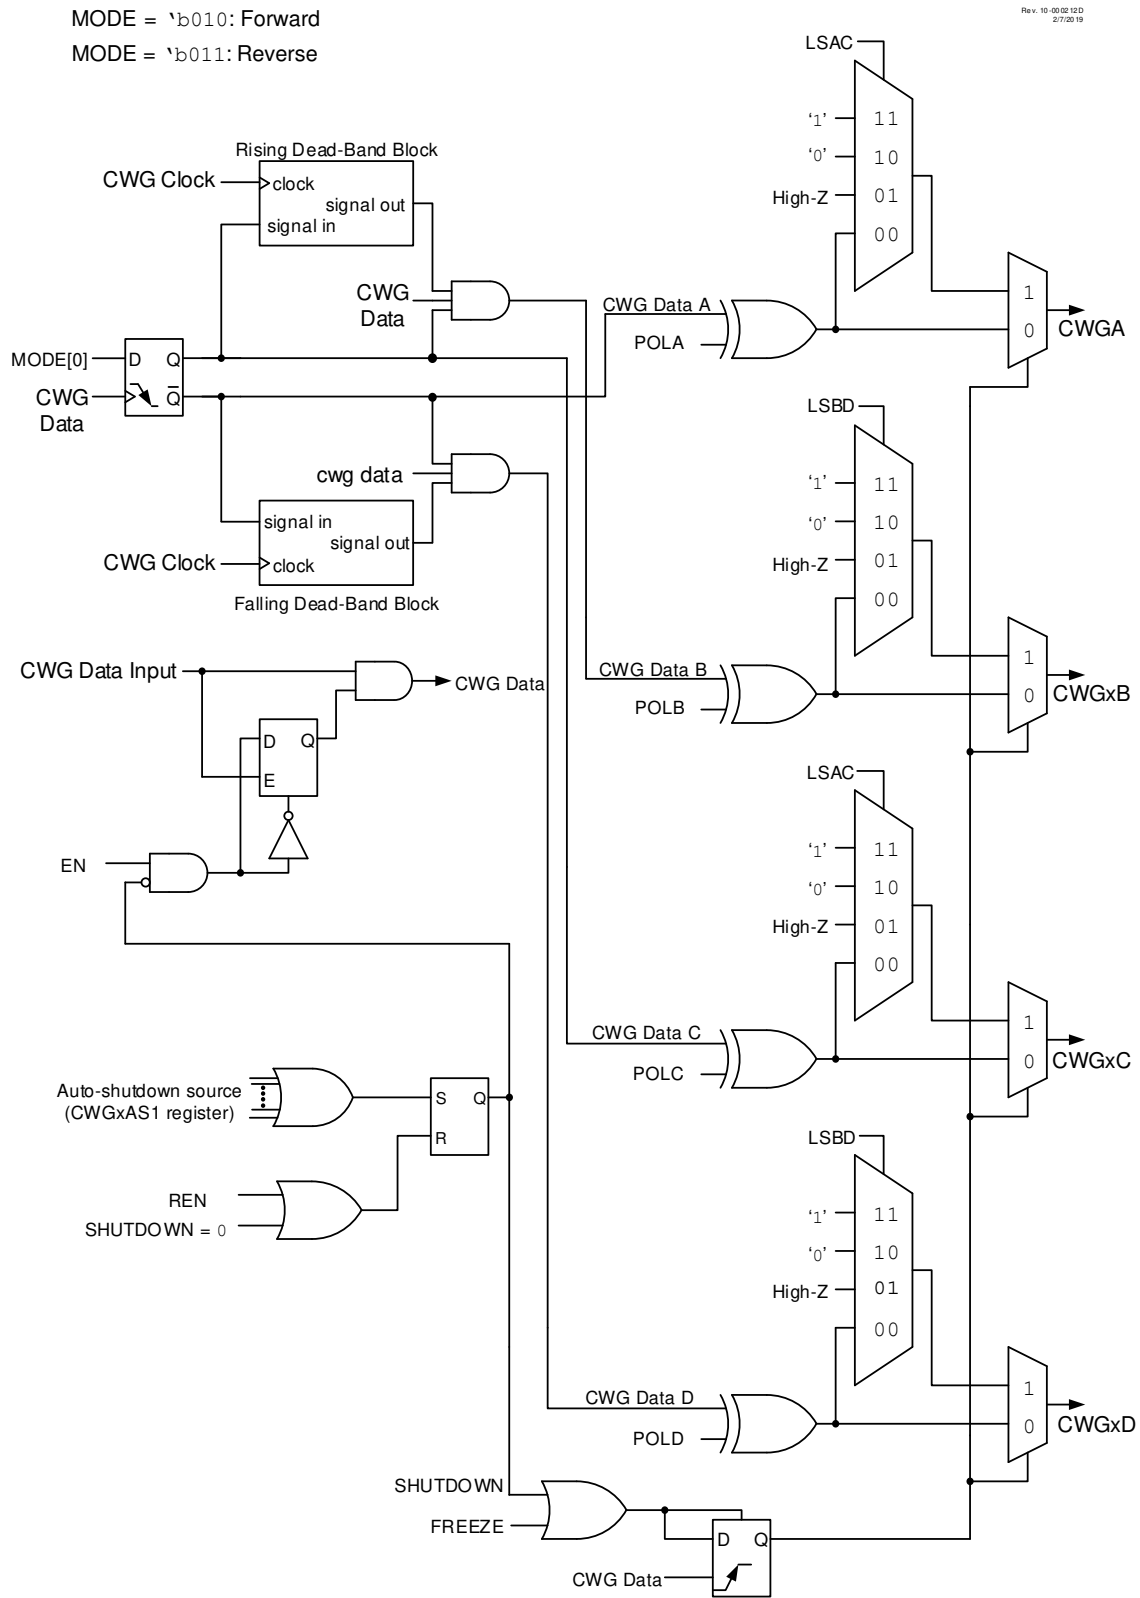 MODE = ‘b010: Forward
MODE = ‘b011: Reverse
Rev. 10-000212D
2/7/2019
Rising Dead-Band Block
CWG Clock
clock
signal out
signal in
CWG
Data
MODE[0]
D
Q
CWG
Data
Q
cwg data
signal in
signal out
CWG Clock
clock
Falling Dead-Band Block
CWG Data Input
CWG Data
D
Q
E
EN
Auto-shutdown source
(CWGxAS1 register)
S
Q
R
REN
SHUTDOWN = 0
SHUTDOWN
FREEZE
D
Q
CWG Data
LSAC
‘1’
11
‘0’
10
High-Z
01
00
CWG Data A
POLA
1
0
CWGA
LSBD
‘1’
11
‘0’
10
High-Z
01
00
CWG Data B
POLB
1
0
CWGxB
LSAC
‘1’
11
‘0’
10
High-Z
01
00
CWG Data C
POLC
1
0
CWGxC
LSBD
‘1’
11
‘0’
10
High-Z
01
00
CWG Data D
POLD
1
0
CWGxD